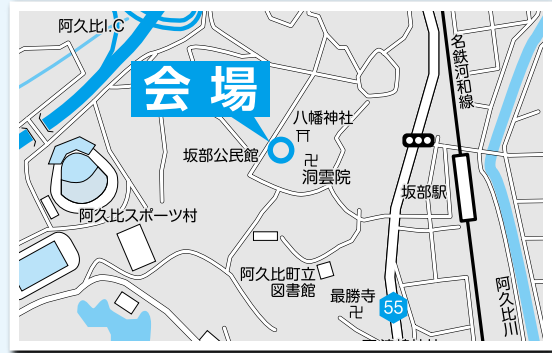 阿久比I.C
名鉄河和線
会場
八幡神社
坂部公民館
洞雲院
坂部駅
阿久比スポーツ村
阿久比町立
図書館
最勝寺
55
阿久比川